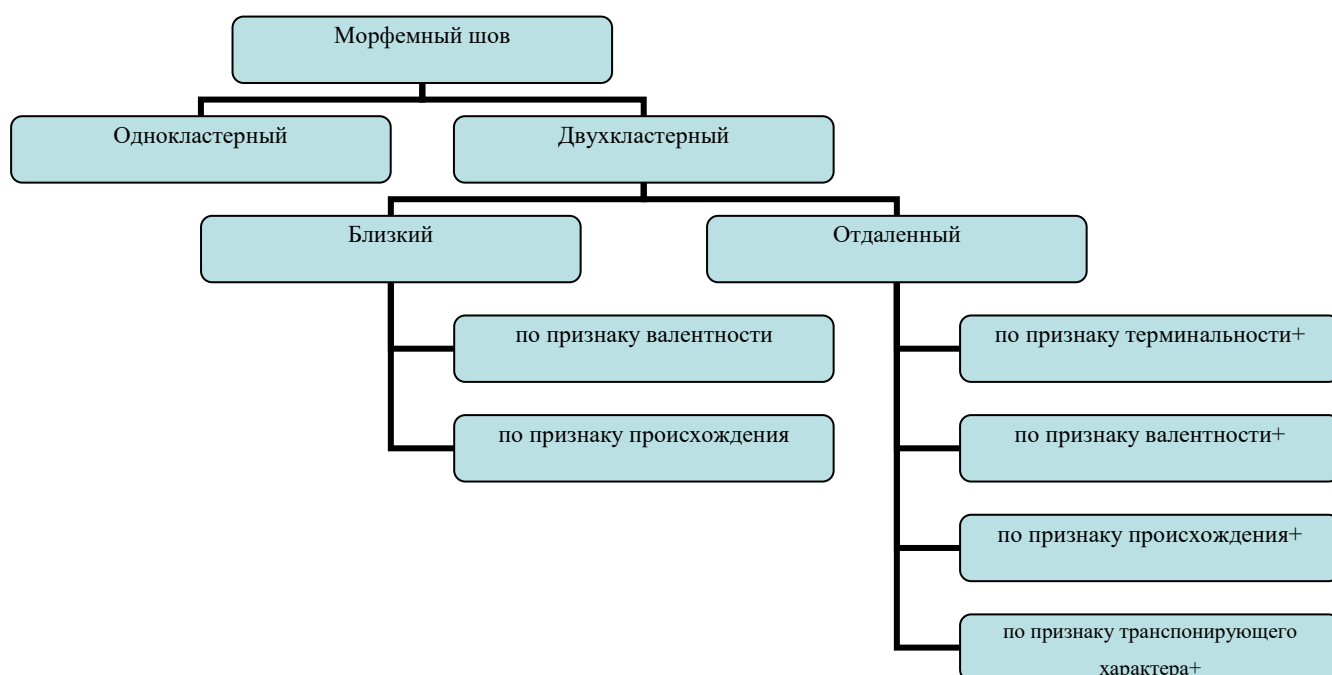 Морфемный шов
Однокластерный
Двухкластерный
Близкий
Отдаленный
по признаку валентности
по признаку терминальности+
по признаку происхождения
по признаку валентности+
по признаку происхождения+
по признаку транспонирующего
характера+